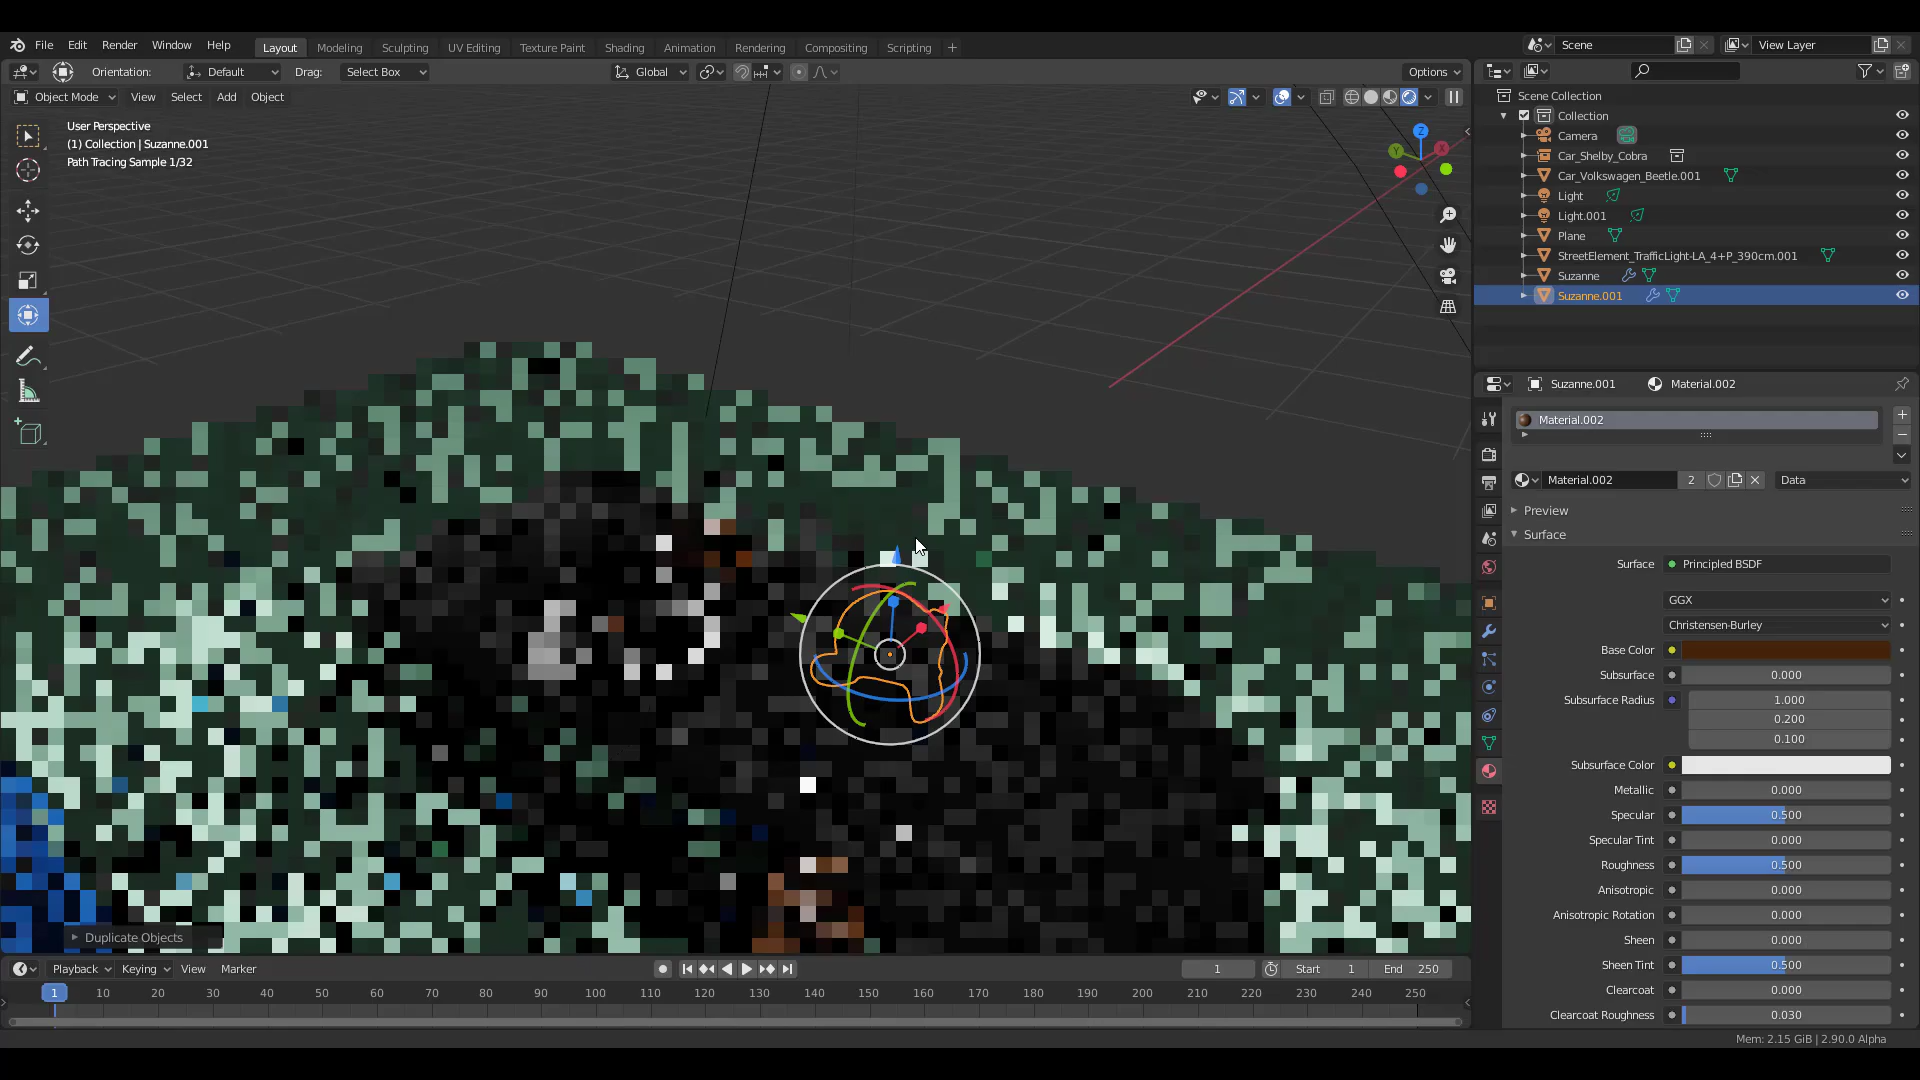 File Edit Render Window Help
Layout Modeling Sculpting UV Editing Texture Paint Shading Animation Rendering Compositing Scripting +
Scene
View Layer
Orientation: Default Drag: Select Box
Global
Options
Object Mode View Select Add Object
User Perspective
(1) Collection | Suzanne.001
Path Tracing Sample 1/32
Z
Y
X
Scene Collection
Collection
Camera
Car_Shelby_Cobra
Car_Volkswagen_Beetle.001
Light
Light.001
Plane
StreetElement_TrafficLight-LA_4+P_390cm.001
Suzanne
Suzanne.001
Suzanne.001 Material.002
Material.002
Material.002 2 Data
Preview
Surface
Surface Principled BSDF
GGX
Christensen-Burley
Base Color
Subsurface 0.000
Subsurface Radius 1.000
0.200
0.100
Subsurface Color
Metallic 0.000
Specular 0.500
Specular Tint 0.000
Roughness 0.500
Anisotropic 0.000
Anisotropic Rotation 0.000
Sheen 0.000
Sheen Tint 0.500
Clearcoat 0.000
Clearcoat Roughness 0.030
Duplicate Objects
Playback Keying View Marker
1 Start 1 End 250
1 10 20 30 40 50 60 70 80 90 100 110 120 130 140 150 160 170 180 190 200 210 220 230 240 250
Mem: 2.15 GiB | 2.90.0 Alpha